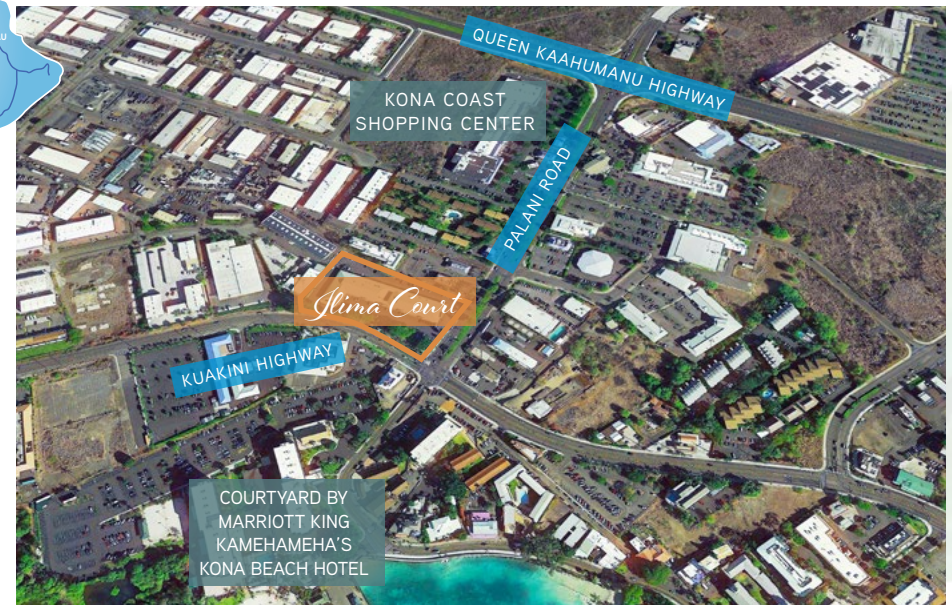 QUEEN KAAHUMANU HIGHWAY
KONA COAST
SHOPPING CENTER
PALANI ROAD
Ilima Court
KUAKINI HIGHWAY
COURTYARD BY
MARRIOTT KING
KAMEHAMEHA'S
KONA BEACH HOTEL